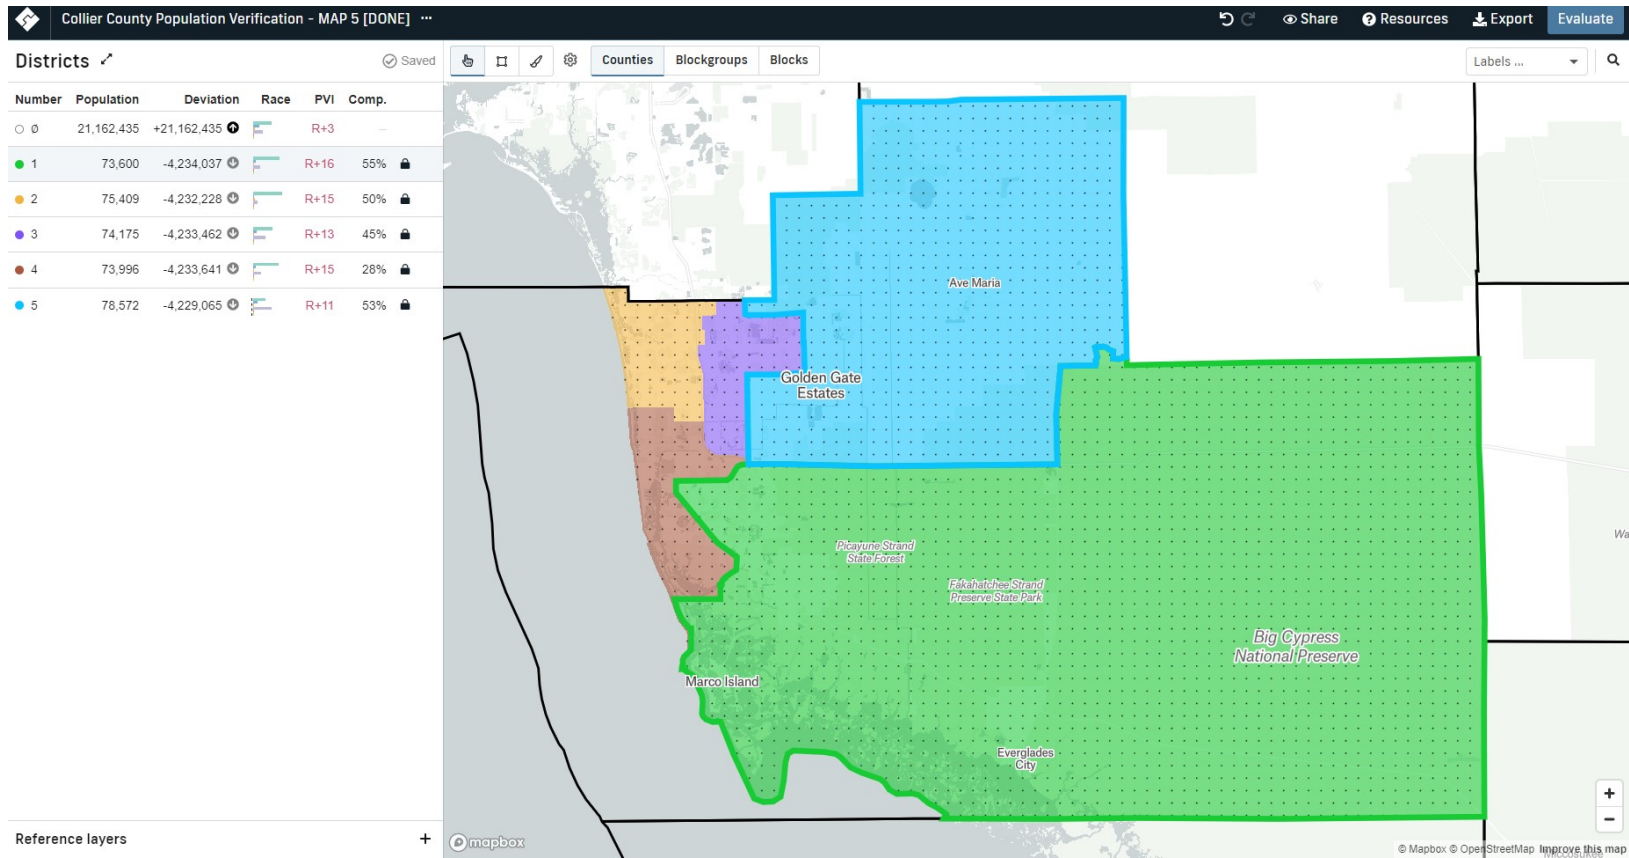 Collier County Population Verification - MAP 5 [DONE] ···
Share
Resources
Export
Evaluate
Districts
Saved
Counties
Blockgroups
Blocks
Labels ...
Number Population Deviation Race PVI Comp.
Ø 21,162,435 +21,162,435 R+3 –
1 73,600 -4,234,037 R+16 55%
2 75,409 -4,232,228 R+15 50%
3 74,175 -4,233,462 R+13 45%
4 73,996 -4,233,641 R+15 28%
5 78,572 -4,229,065 R+11 53%
Ave Maria
Golden Gate
Estates
Picayune Strand
State Forest
Fakahatchee Strand
Preserve State Park
Big Cypress
National Preserve
Marco Island
Everglades
City
Wa
+
−
Reference layers +
mapbox
© Mapbox © OpenStreetMap Improve this map